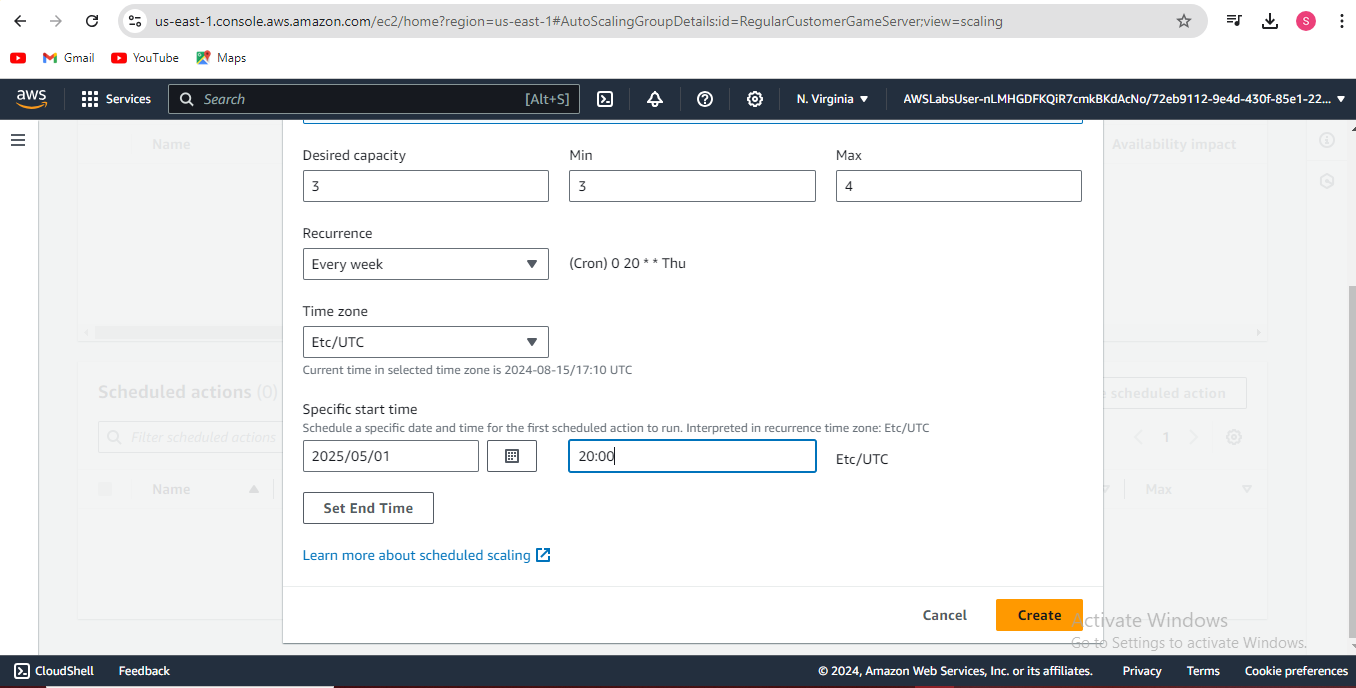 us-east-1.console.aws.amazon.com/ec2/home?region=us-east-1#AutoScalingGroupDetails:id=RegularCustomerGameServer;view=scaling
S
Gmail YouTube Maps
aws Services Search [Alt+S] N. Virginia AWSLabsUser-nLMHGDFKQiR7cmkBKdAcNo/72eb9112-9e4d-430f-85e1-22...
Name Availability impact
Desired capacity Min Max
3 3 4
Recurrence
Every week (Cron) 0 20 * * Thu
Time zone
Etc/UTC
Current time in selected time zone is 2024-08-15/17:10 UTC
Scheduled actions (0) scheduled action
Specific start time
Schedule a specific date and time for the first scheduled action to run. Interpreted in recurrence time zone: Etc/UTC
Filter scheduled actions 1
2025/05/01 20:00 Etc/UTC
Name Max
Set End Time
Learn more about scheduled scaling
Cancel Create
Activate Windows
Go to Settings to activate Windows.
CloudShell Feedback © 2024, Amazon Web Services, Inc. or its affiliates. Privacy Terms Cookie preferences